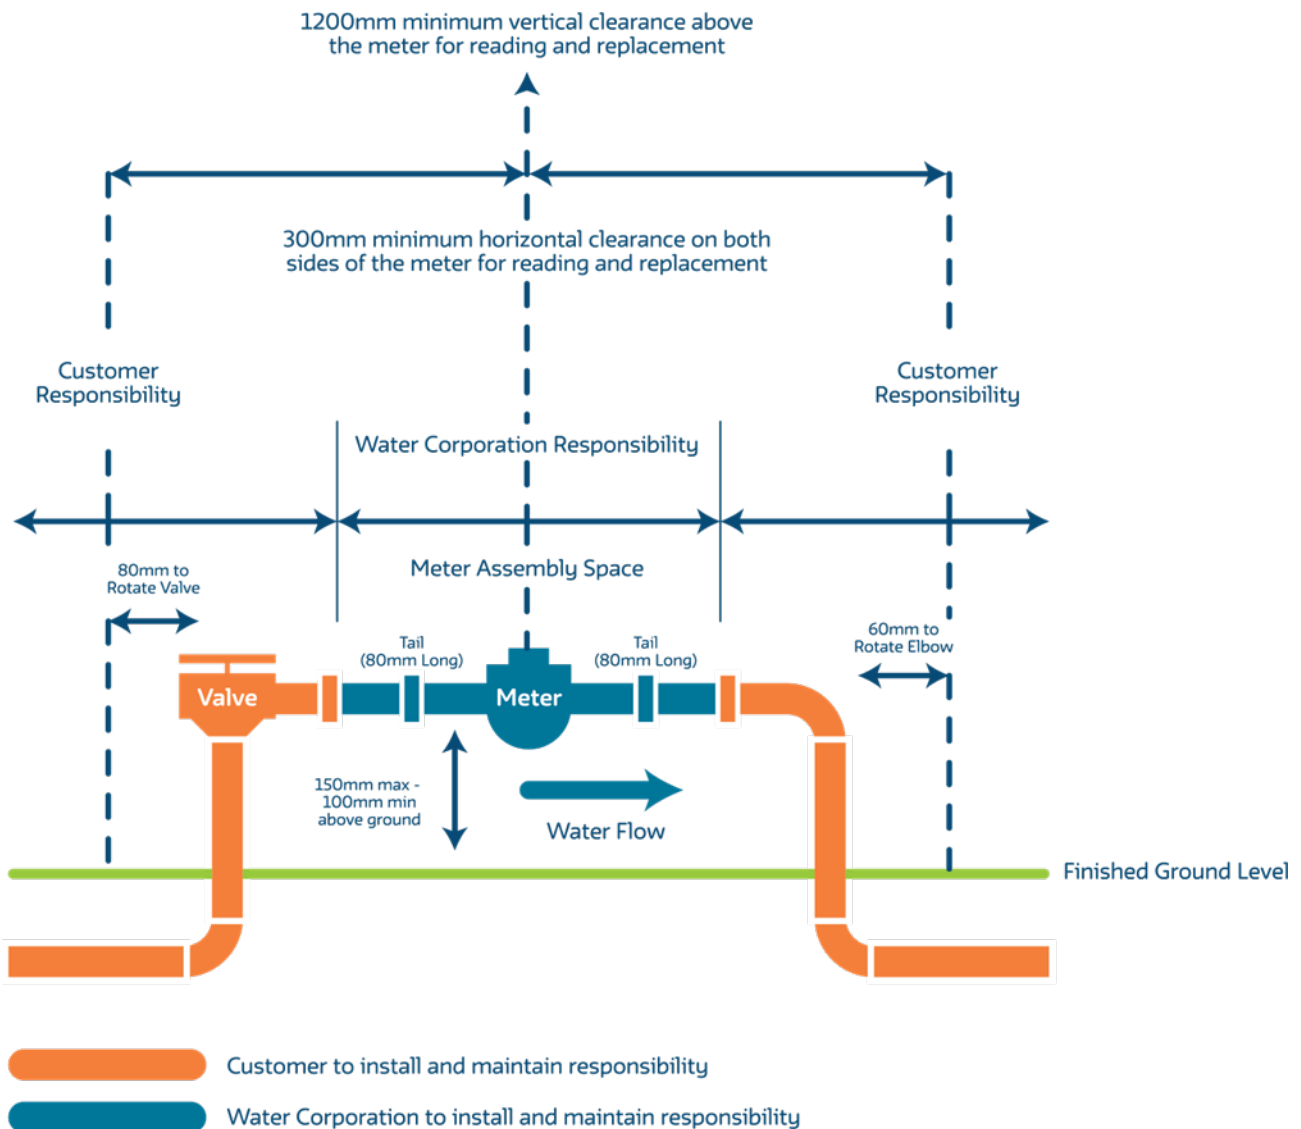 1200mm minimum vertical clearance above
the meter for reading and replacement
300mm minimum horizontal clearance on both
sides of the meter for reading and replacement
Customer
Responsibility
Customer
Responsibility
Water Corporation Responsibility
Meter Assembly Space
80mm to
Rotate Valve
Tail
(80mm Long)
Tail
(80mm Long)
60mm to
Rotate Elbow
Valve
Meter
150mm max -
100mm min
above ground
Water Flow
Finished Ground Level
Customer to install and maintain responsibility
Water Corporation to install and maintain responsibility